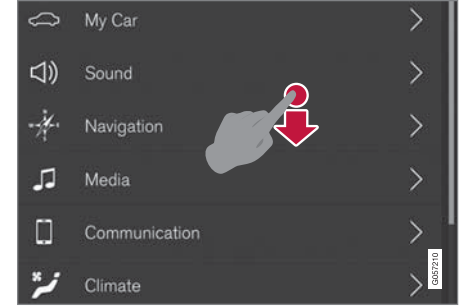 My Car
Sound
Navigation
Media
Communication
Climate
G057210